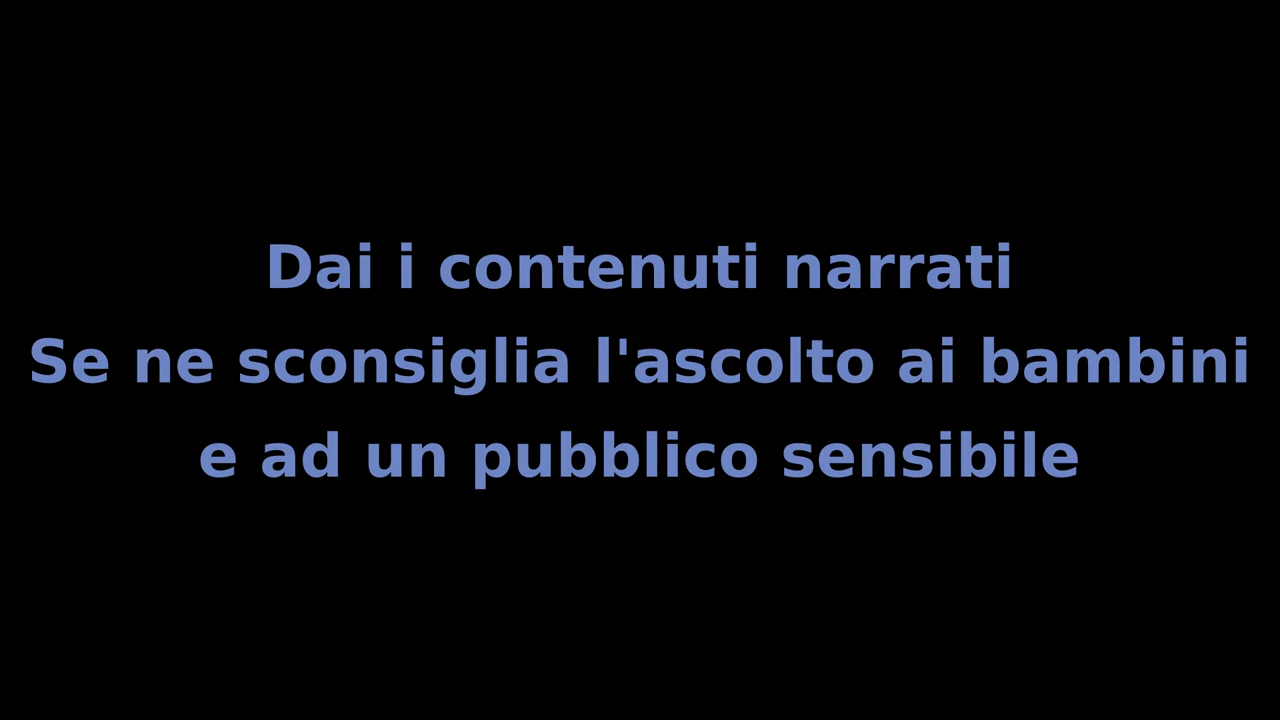 Dai i contenuti narrati
Se ne sconsiglia l'ascolto ai bambini
e ad un pubblico sensibile